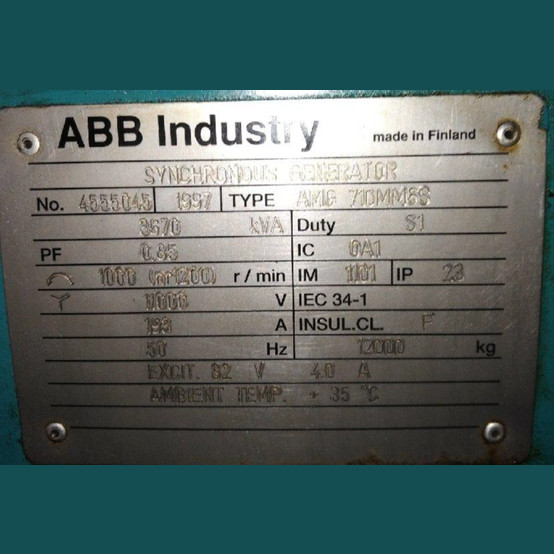 ABB Industry made in Finland
SYNCHRONOUS GENERATOR
No. 4555045 1997 TYPE AMG 710MM6S
3670 kVA Duty S1
PF 0.85 IC 0A1
1000 r/min IM 1101 IP 23
11000 V IEC 34-1
193 A INSUL.CL. F
50 Hz 12000 kg
EXCIT. 82 V 4.0 A
AMBIENT TEMP. + 35 °C